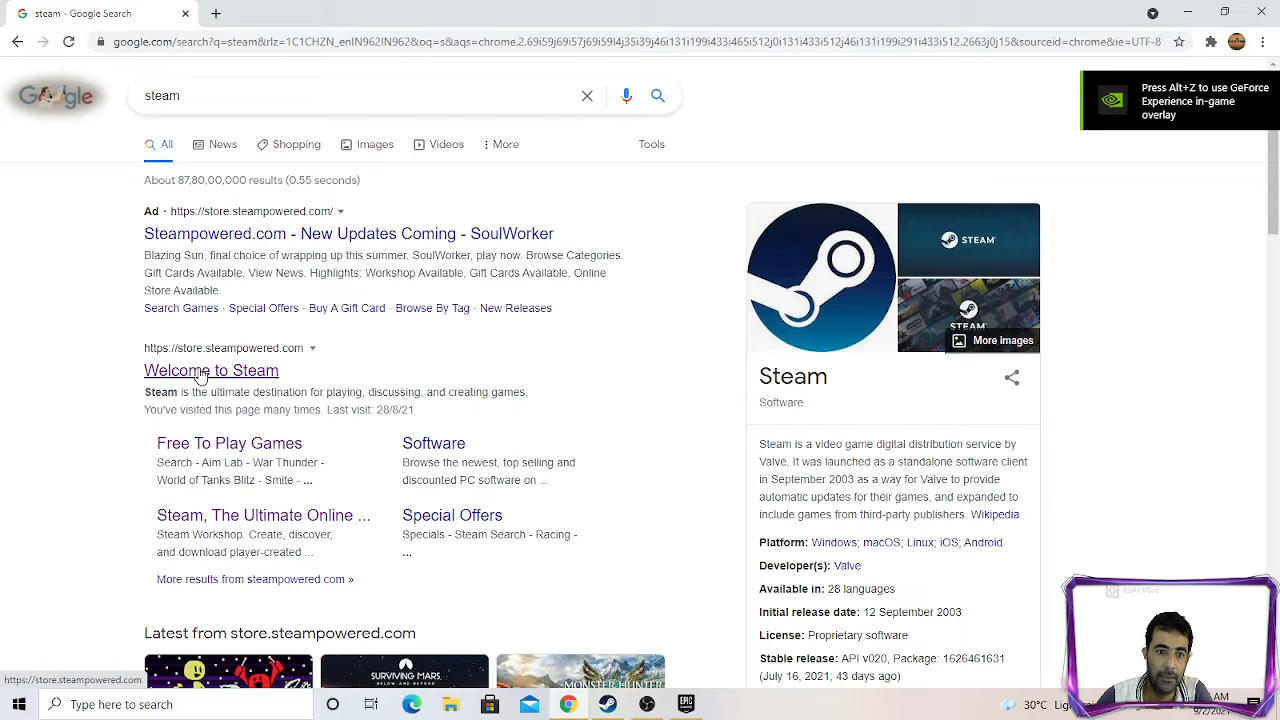 steam - Google Search
google.com/search?q=steam&rlz=1C1CHZN_enIN962IN962&oq=s&aqs=chrome.2.69i59j69i57j69i59l4j35i39j46i131i199i433i465i512j0i131i433i512j46i131i199i291i433i512.2663j0j15&sourceid=chrome&ie=UTF-8
Press Alt+Z to use GeForce
Experience in-game
overlay
Google
steam
All
News
Shopping
Images
Videos
More
Tools
About 87,80,00,000 results (0.55 seconds)
Ad · https://store.steampowered.com/
Steampowered.com - New Updates Coming - SoulWorker
Blazing Sun, final choice of wrapping up this summer. SoulWorker, play now. Browse Categories.
Gift Cards Available. View News. Highlights: Workshop Available, Gift Cards Available, Online
Store Available.
Search Games · Special Offers · Buy A Gift Card · Browse By Tag · New Releases
https://store.steampowered.com
Welcome to Steam
Steam is the ultimate destination for playing, discussing, and creating games.
You've visited this page many times. Last visit: 28/8/21
Free To Play Games
Search - Aim Lab - War Thunder -
World of Tanks Blitz - Smite - ...
Software
Browse the newest, top selling and
discounted PC software on ...
Steam, The Ultimate Online ...
Steam Workshop. Create, discover,
and download player-created ...
Special Offers
Specials - Steam Search - Racing -
...
More results from steampowered.com »
Latest from store.steampowered.com
SURVIVING MARS
BELOW AND BEYOND
MONSTER HUNTER
STEAM
STEAM
More images
Steam
Software
Steam is a video game digital distribution service by
Valve. It was launched as a standalone software client
in September 2003 as a way for Valve to provide
automatic updates for their games, and expanded to
include games from third-party publishers. Wikipedia
Platform: Windows; macOS; Linux; iOS; Android
Developer(s): Valve
Available in: 28 languages
Initial release date: 12 September 2003
License: Proprietary software
Stable release: API v020, Package: 1626461631
(July 16, 2021; 43 days ago)
XSplit VCam
https://store.steampowered.com
Type here to search
EPIC
GAMES
30°C
AM
9/2/2021